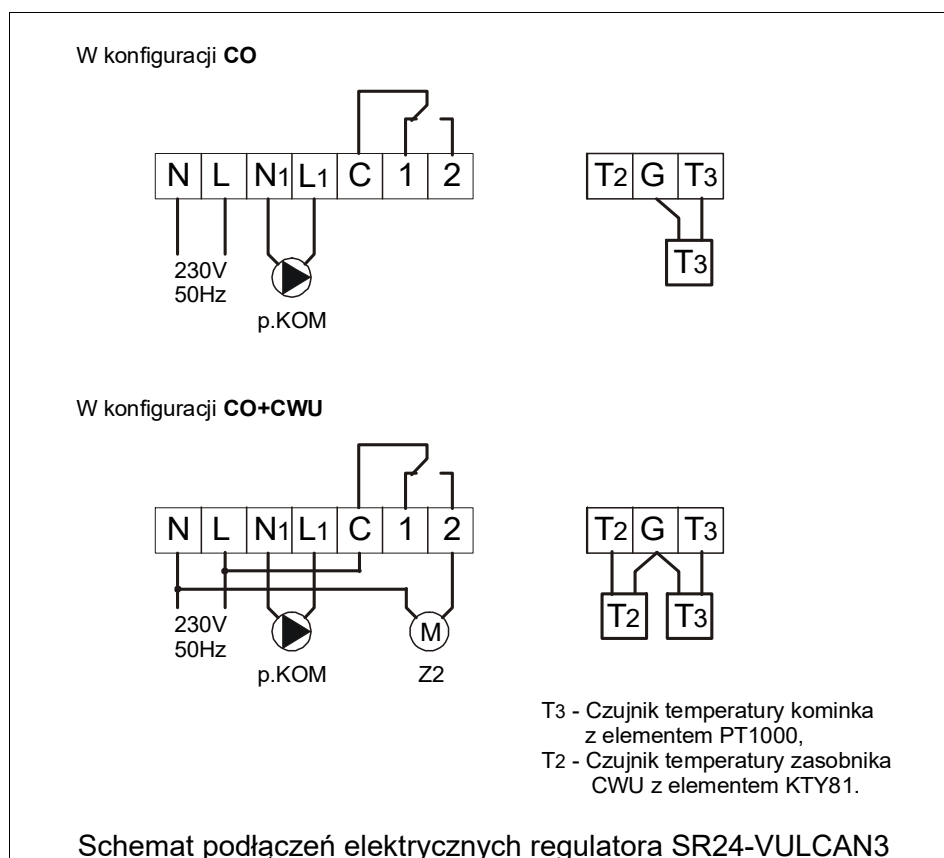 W konfiguracji CO
N L N1 L1 C 1 2
T2 G T3
T3
230V
50Hz
p.KOM
W konfiguracji CO+CWU
N L N1 L1 C 1 2
T2 G T3
T2 T3
230V
50Hz
M
p.KOM
Z2
T3 - Czujnik temperatury kominka
z elementem PT1000,
T2 - Czujnik temperatury zasobnika
CWU z elementem KTY81.
Schemat podłączeń elektrycznych regulatora SR24-VULCAN3